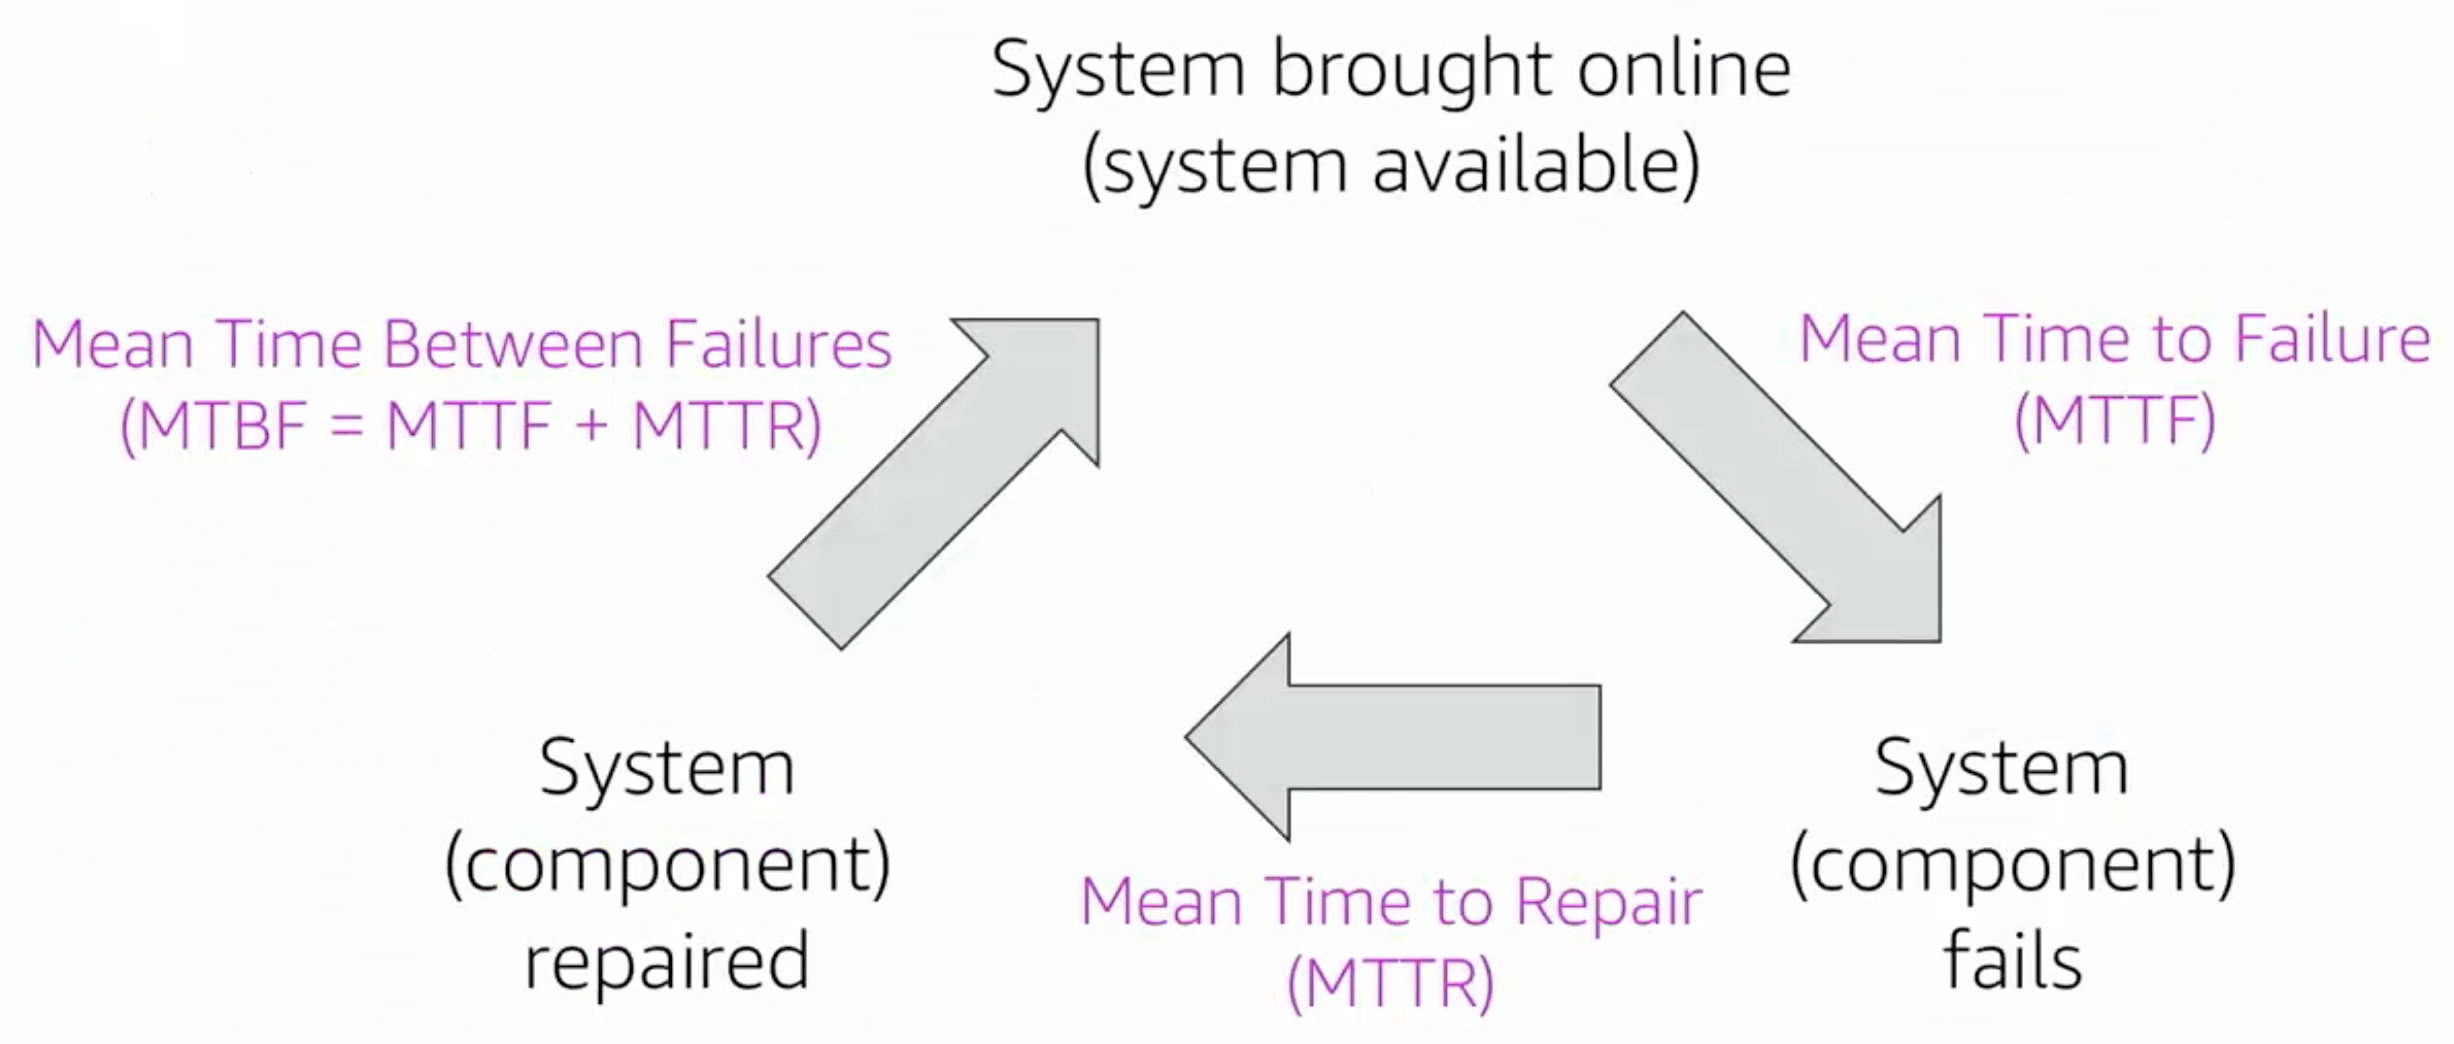 System brought online
(system available)
Mean Time Between Failures
(MTBF = MTTF + MTTR)
Mean Time to Failure
(MTTF)
System
(component)
repaired
Mean Time to Repair
(MTTR)
System
(component)
fails